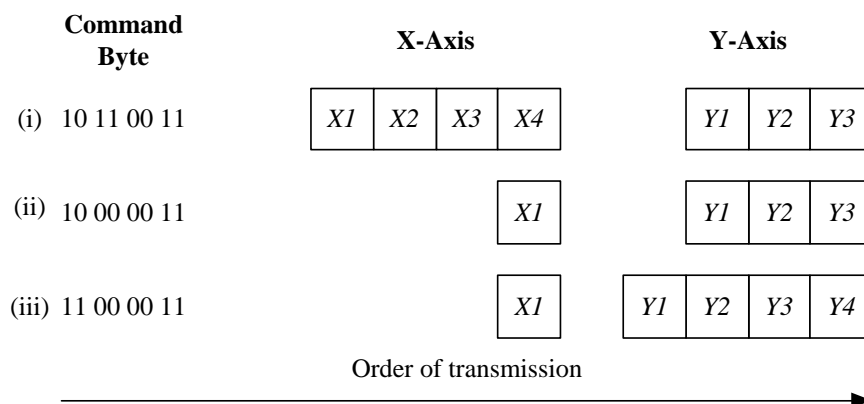 Command Byte X-Axis Y-Axis
(i) 10 11 00 11 X1 X2 X3 X4 Y1 Y2 Y3
(ii) 10 00 00 11 X1 Y1 Y2 Y3
(iii) 11 00 00 11 X1 Y1 Y2 Y3 Y4
Order of transmission